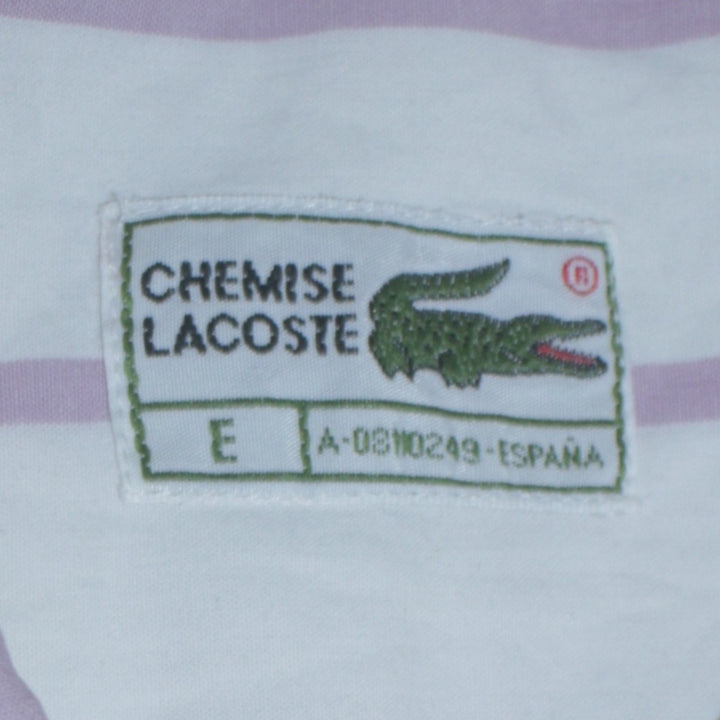 CHEMISE
LACOSTE
®
E
A-08110249-ESPAÑA